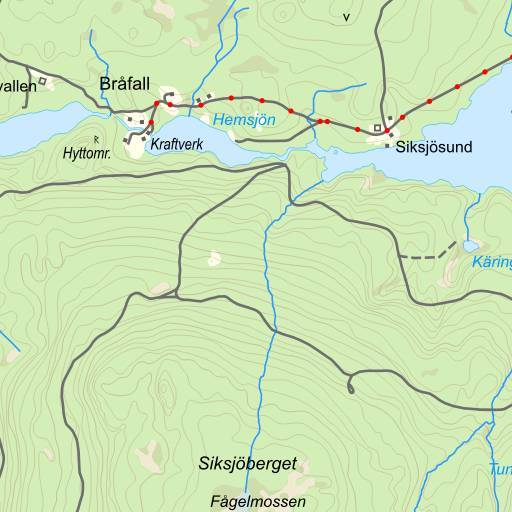 v
vallen
Bråfall
Hemsjön
R
Kraftverk
Hyttomr.
Siksjösund
Käring
Siksjöberget
Tun
Fågelmossen